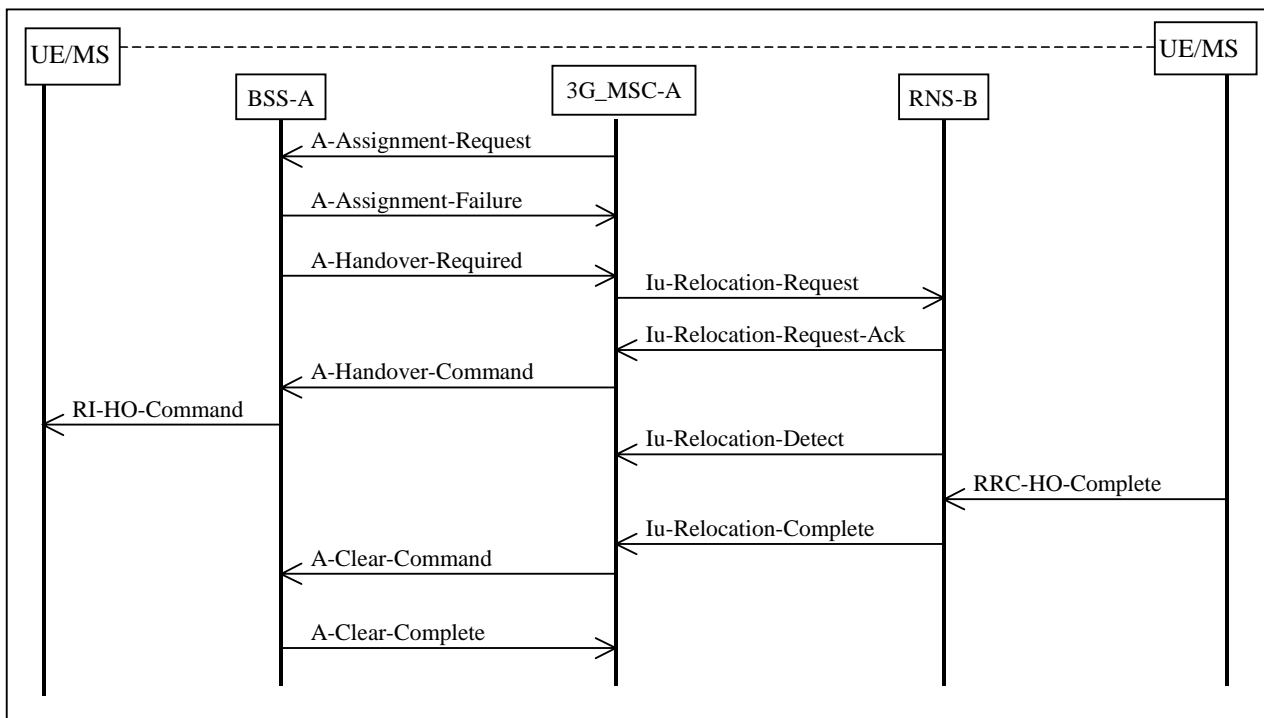 UE/MS
UE/MS
BSS-A
3G_MSC-A
RNS-B
A-Assignment-Request
A-Assignment-Failure
A-Handover-Required
Iu-Relocation-Request
Iu-Relocation-Request-Ack
A-Handover-Command
RI-HO-Command
Iu-Relocation-Detect
RRC-HO-Complete
Iu-Relocation-Complete
A-Clear-Command
A-Clear-Complete